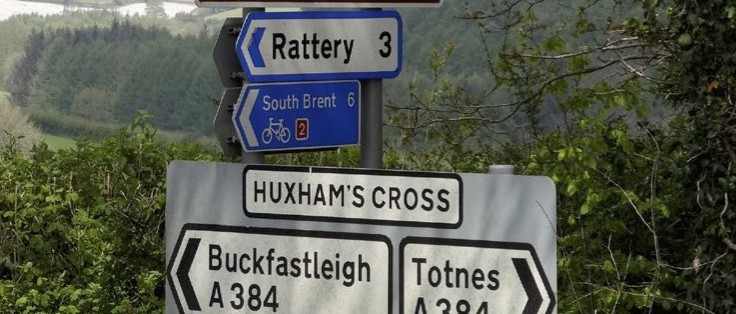 Rattery 3
South Brent 6
2
HUXHAM'S CROSS
Buckfastleigh
A 384
Totnes
A 384